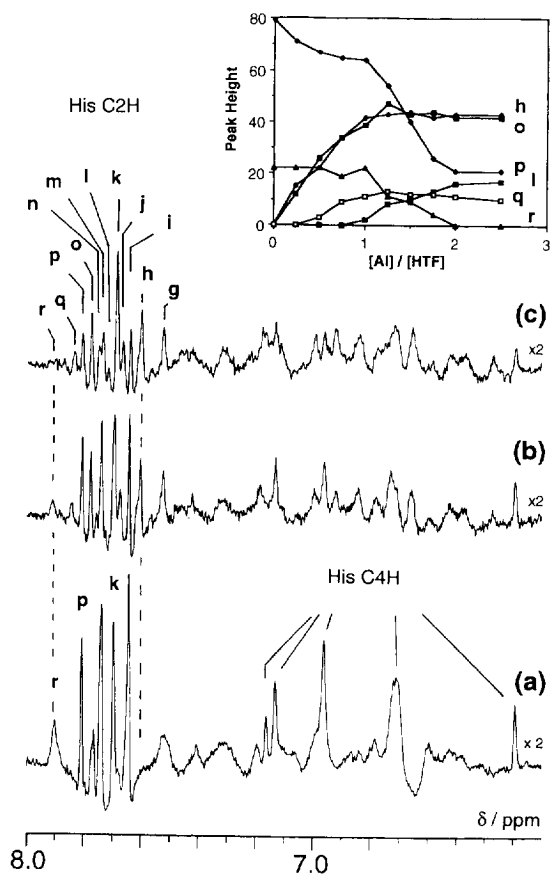 80
60
40
20
0
Peak Height
0 1 2 3
[Al] / [HTF]
h
o
p
l
q
r
His C2H
l
k
m
j
n
i
o
p
h
q
g
r
(c)
x2
(b)
x2
His C4H
p
k
r
(a)
x 2
δ / ppm
8.0 7.0